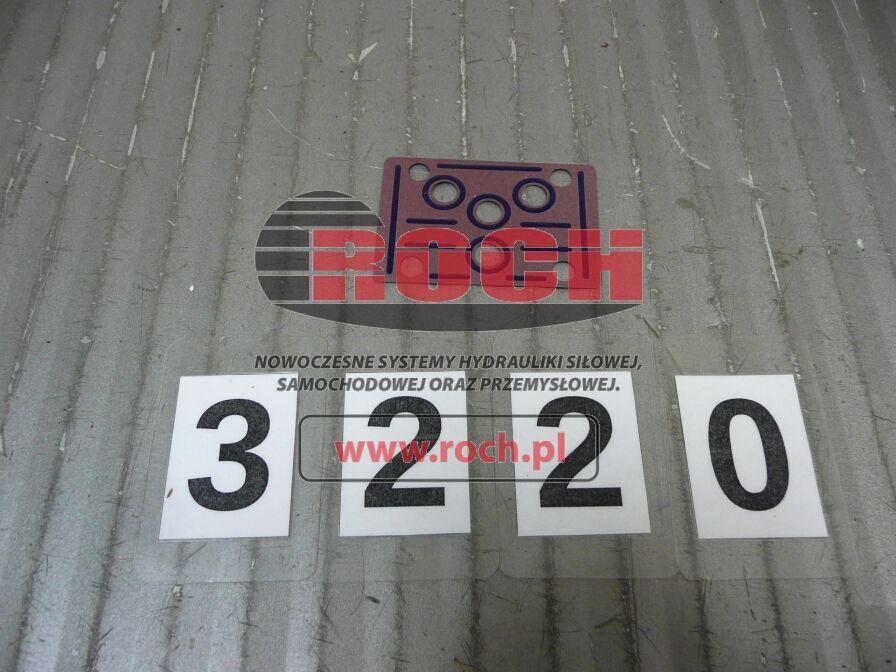 ROCH
NOWOCZESNE SYSTEMY HYDRAULIKI SIŁOWEJ,
SAMOCHODOWEJ ORAZ PRZEMYSŁOWEJ.
www.roch.pl
3220